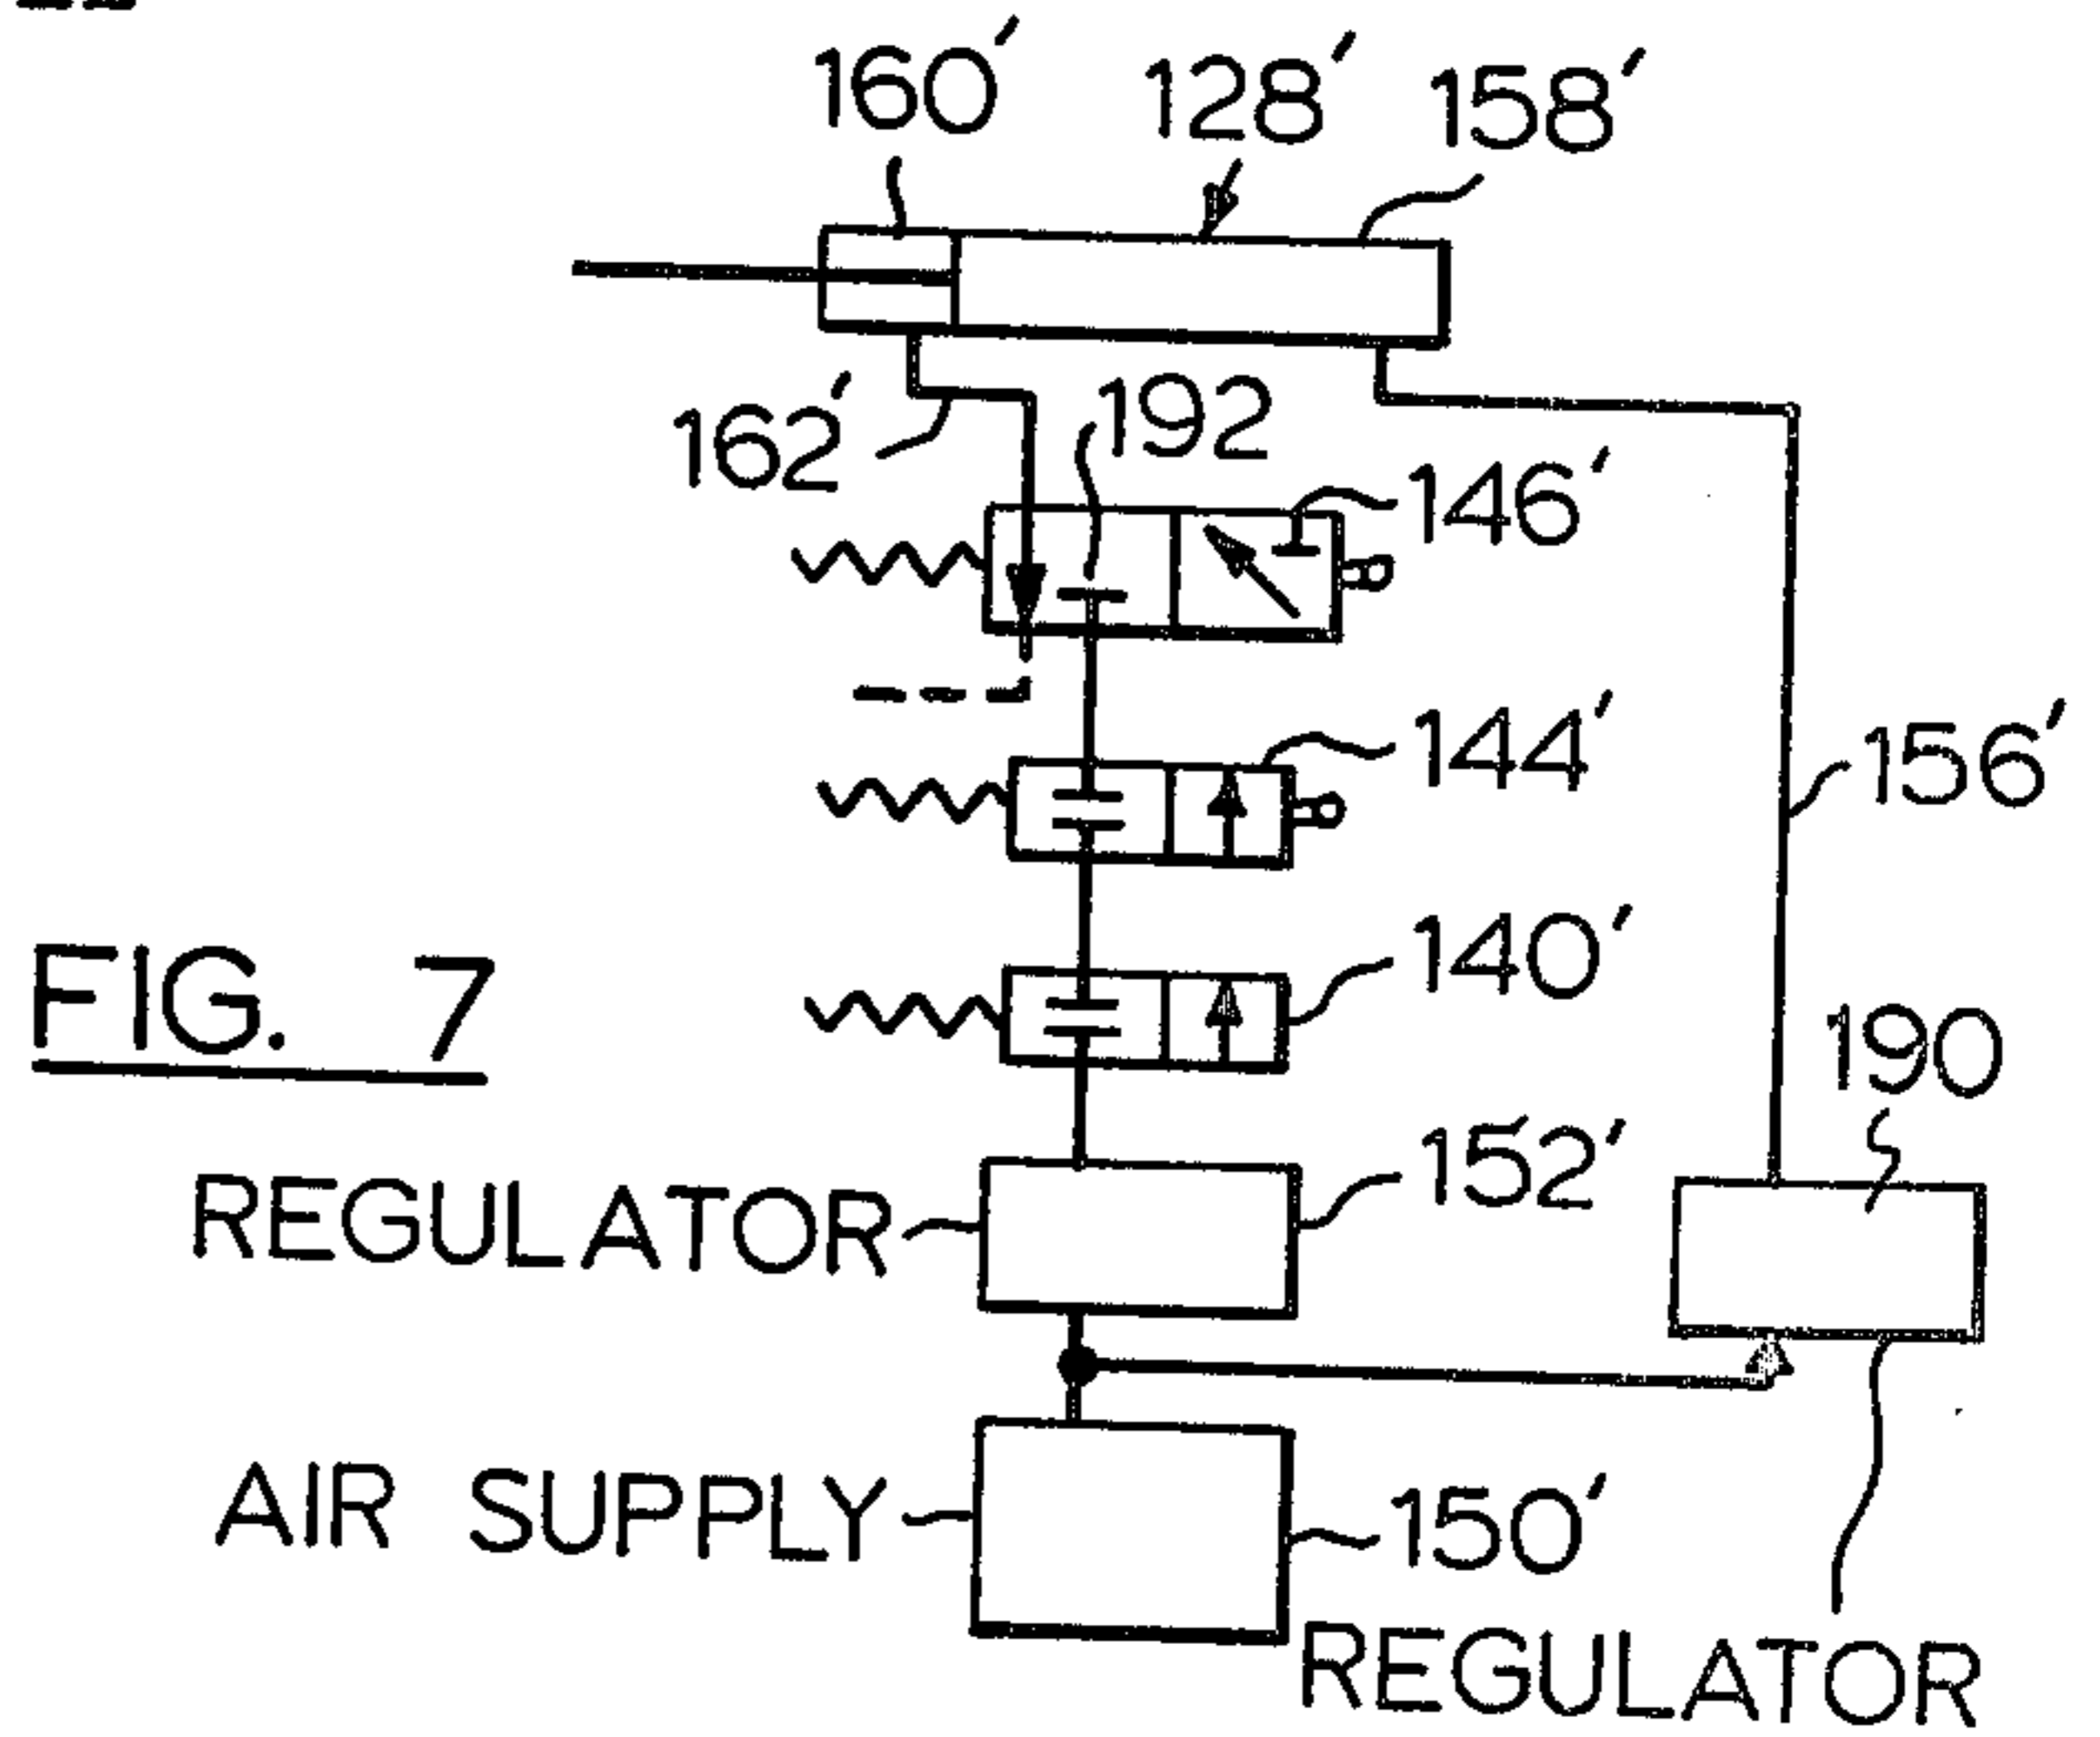 160' 128' 158'
162' 192 146'
144'
156'
140'
FIG. 7
190
152'
REGULATOR
AIR SUPPLY
150'
REGULATOR